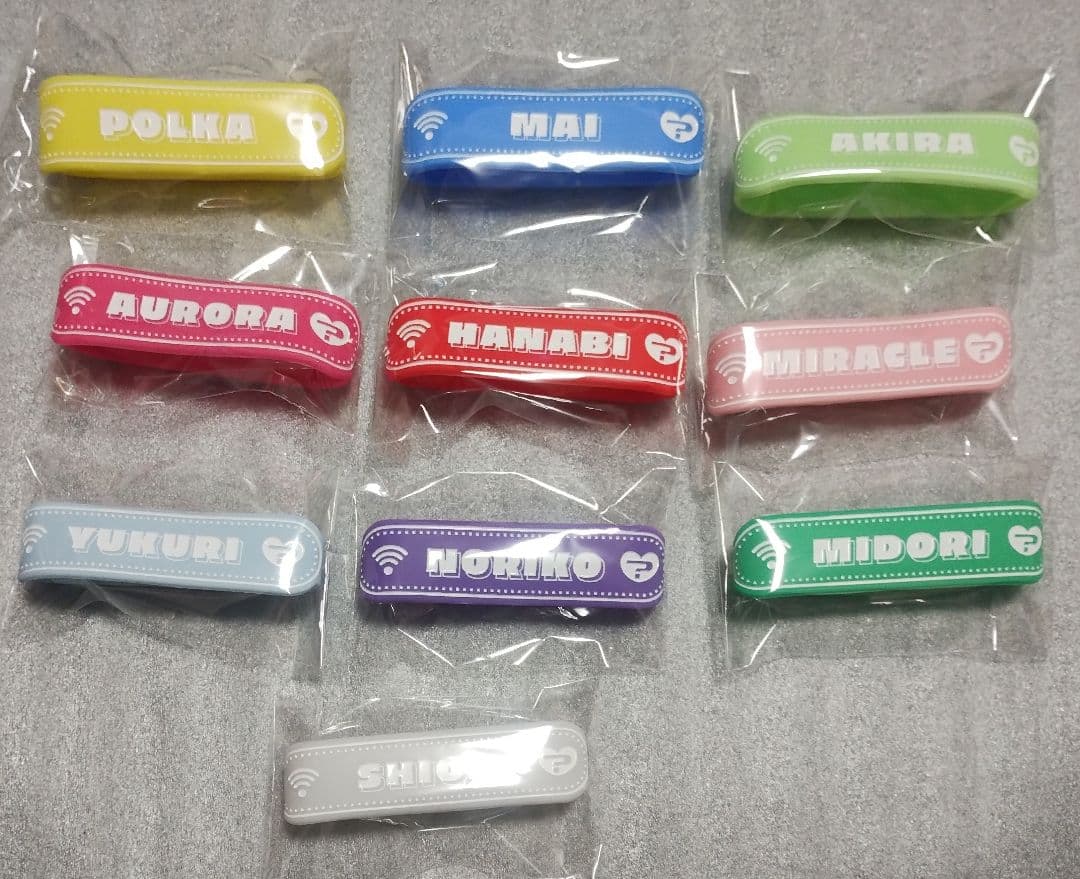 POLKA
MAI
AKIRA
AURORA
HANABI
MIRACLE
YUKURI
NORIKO
MIDORI